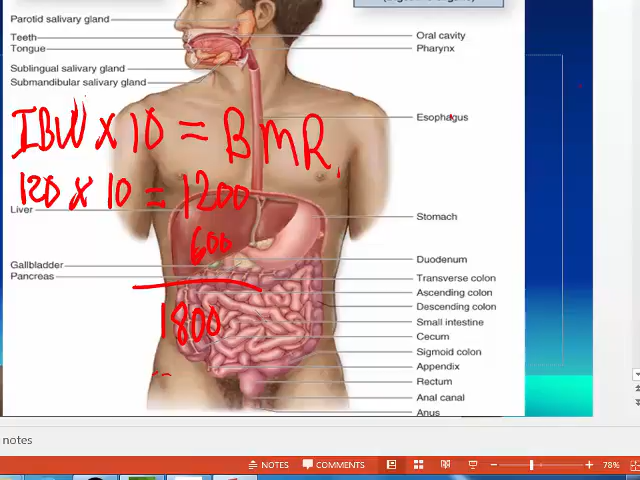 Parotid salivary gland
Teeth
Tongue
Sublingual salivary gland
Submandibular salivary gland
Oral cavity
Pharynx
Esophagus
IBW x 10 = BMR.
120 x 10 = 1200
600
1800
Liver
Gallbladder
Pancreas
Stomach
Duodenum
Transverse colon
Ascending colon
Descending colon
Small intestine
Cecum
Sigmoid colon
Appendix
Rectum
Anal canal
Anus
notes
NOTES
COMMENTS
78%